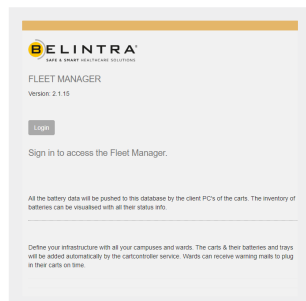 BELINTRA
SAFE & SMART HEALTHCARE SOLUTIONS
FLEET MANAGER
Version: 2.1.15
Login
Sign in to access the Fleet Manager.
All the battery data will be pushed to this database by the client PC's of the carts. The inventory of
batteries can be visualised with all their status info.
Define your infrastructure with all your campuses and wards. The carts & their batteries and trays
will be added automatically by the cartcontroller service. Wards can receive warning mails to plug
in their carts on time.